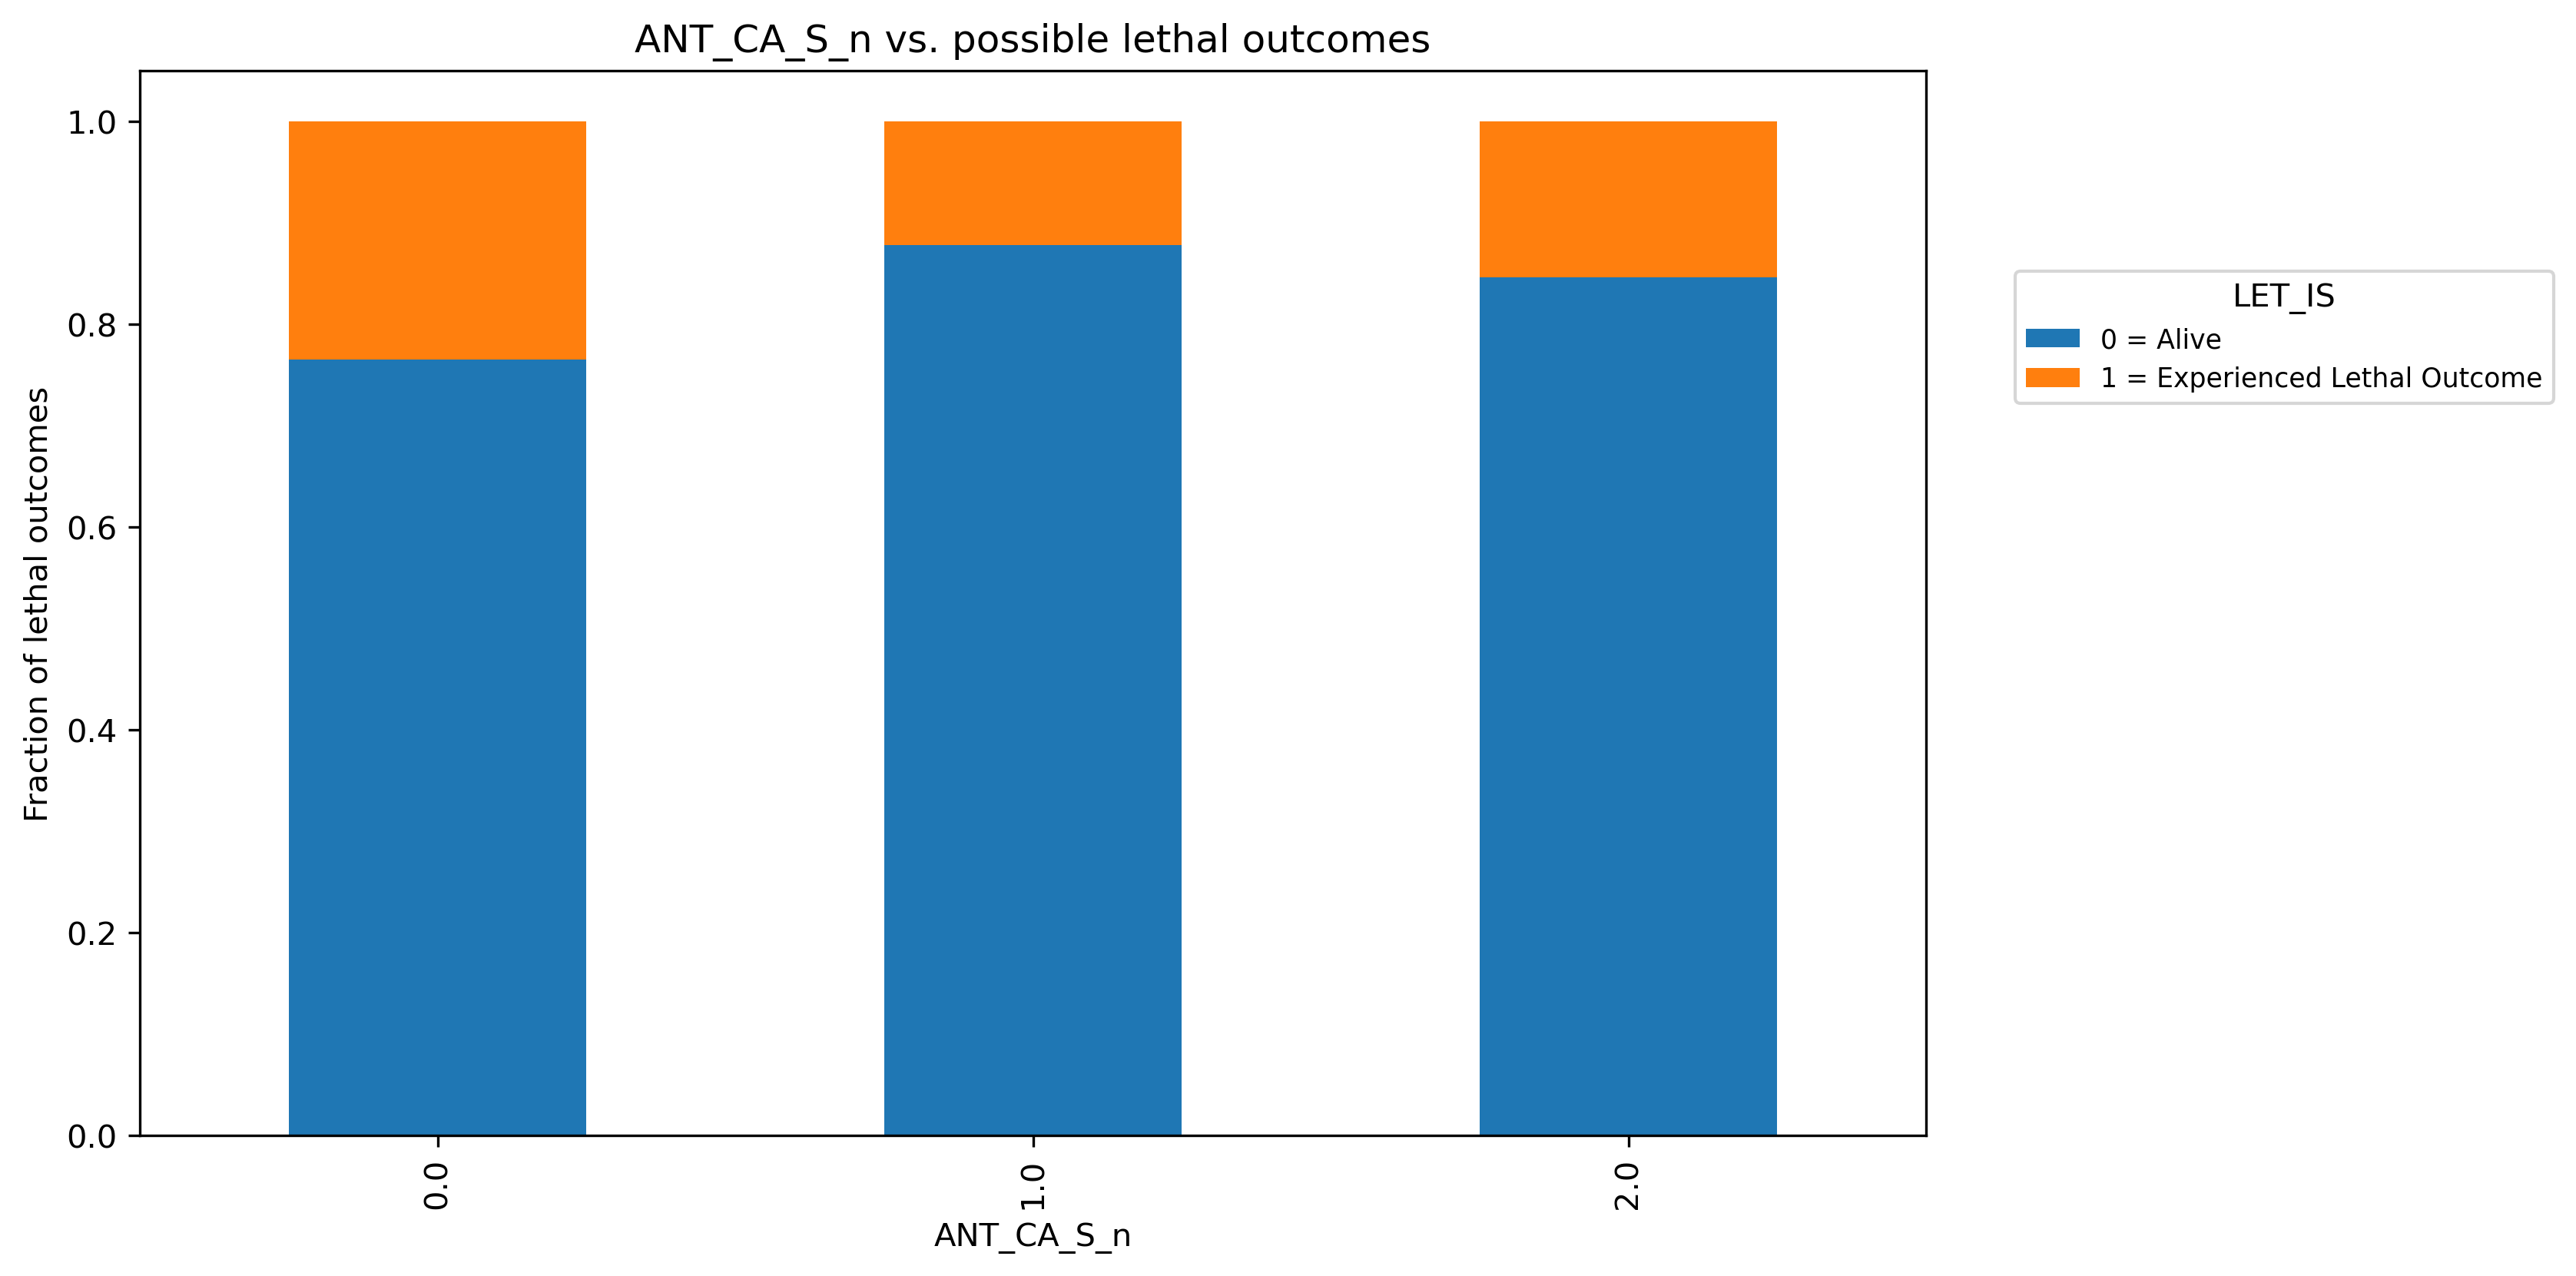 ANT_CA_S_n vs. possible lethal outcomes
Fraction of lethal outcomes
1.0
0.8
0.6
0.4
0.2
0.0
0.0
1.0
2.0
ANT_CA_S_n
LET_IS
0 = Alive
1 = Experienced Lethal Outcome